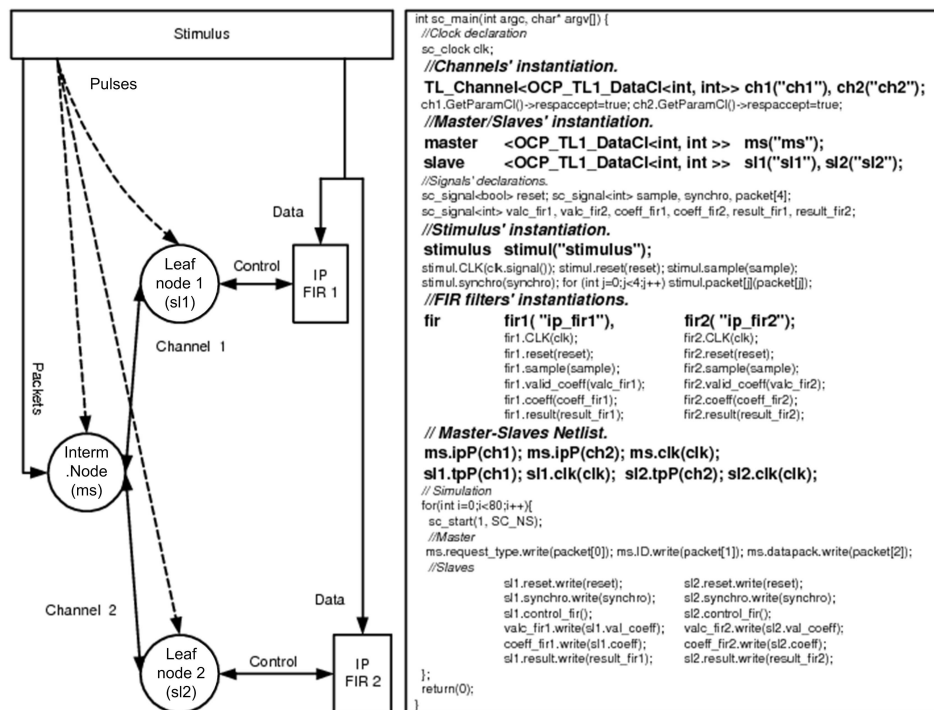 Stimulus
Pulses
Data
Leaf
node 1
(sl1)
Control
IP
FIR 1
Channel 1
Packets
Interm
.Node
(ms)
Channel 2
Data
Leaf
node 2
(sl2)
Control
IP
FIR 2
int sc_main(int argc, char* argv[]) {
//Clock declaration
sc_clock clk;
//Channels' instantiation.
TL_Channel<OCP_TL1_DataCl<int, int>> ch1("ch1"), ch2("ch2");
ch1.GetParamCl()->respaccept=true; ch2.GetParamCl()->respaccept=true;
//Master/Slaves' instantiation.
master <OCP_TL1_DataCl<int, int >> ms("ms");
slave <OCP_TL1_DataCl<int, int >> sl1("sl1"), sl2("sl2");
//Signals' declarations.
sc_signal<bool> reset; sc_signal<int> sample, synchro, packet[4];
sc_signal<int> valc_fir1, valc_fir2, coeff_fir1, coeff_fir2, result_fir1, result_fir2;
//Stimulus' instantiation.
stimulus stimul("stimulus");
stimul.CLK(clk.signal()); stimul.reset(reset); stimul.sample(sample);
stimul.synchro(synchro); for (int j=0;j<4;j++) stimul.packet[j](packet[j]);
//FIR filters' instantiations.
fir fir1( "ip_fir1"), fir2( "ip_fir2");
fir1.CLK(clk); fir2.CLK(clk);
fir1.reset(reset); fir2.reset(reset);
fir1.sample(sample); fir2.sample(sample);
fir1.valid_coeff(valc_fir1); fir2.valid_coeff(valc_fir2);
fir1.coeff(coeff_fir1); fir2.coeff(coeff_fir2);
fir1.result(result_fir1); fir2.result(result_fir2);
// Master-Slaves Netlist.
ms.ipP(ch1); ms.ipP(ch2); ms.clk(clk);
sl1.tpP(ch1); sl1.clk(clk); sl2.tpP(ch2); sl2.clk(clk);
// Simulation
for(int i=0;i<80;i++){
sc_start(1, SC_NS);
//Master
ms.request_type.write(packet[0]); ms.ID.write(packet[1]); ms.datapack.write(packet[2]);
//Slaves
sl1.reset.write(reset); sl2.reset.write(reset);
sl1.synchro.write(synchro); sl2.synchro.write(synchro);
sl1.control_fir(); sl2.control_fir();
valc_fir1.write(sl1.val_coeff); valc_fir2.write(sl2.val_coeff);
coeff_fir1.write(sl1.coeff); coeff_fir2.write(sl2.coeff);
sl1.result.write(result_fir1); sl2.result.write(result_fir2);
};
return(0);
}